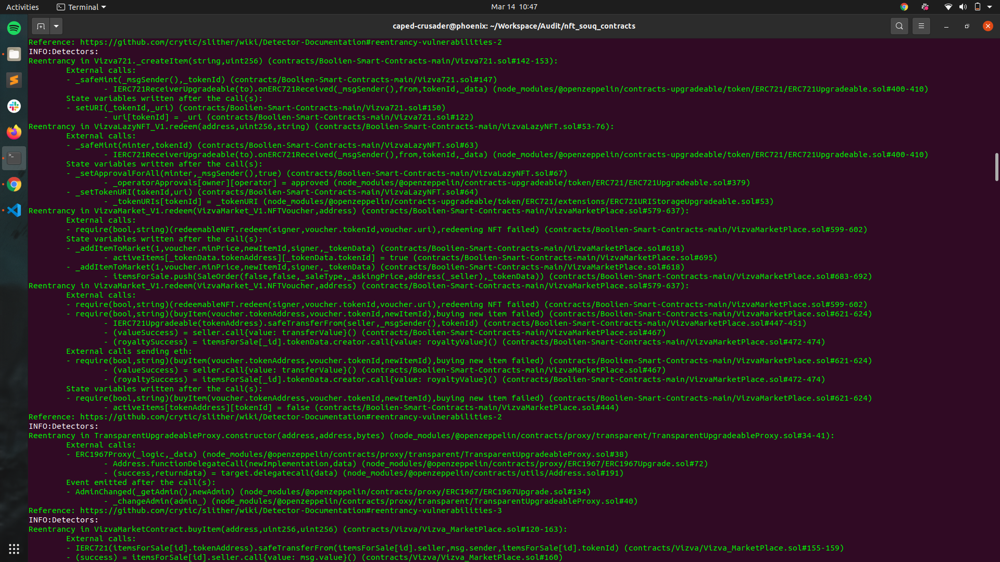 Activities
Terminal
Mar 14  10:47
caped-crusader@phoenix: ~/Workspace/Audit/nft_souq_contracts
Reference: https://github.com/crytic/slither/wiki/Detector-Documentation#reentrancy-vulnerabilities-2
INFO:Detectors:
Reentrancy in Vizva721._createItem(string,uint256) (contracts/Boolien-Smart-Contracts-main/Vizva721.sol#142-153):
External calls:
- _safeMint(_msgSender(),_tokenId) (contracts/Boolien-Smart-Contracts-main/Vizva721.sol#147)
- IERC721ReceiverUpgradeable(to).onERC721Received(_msgSender(),from,tokenId,_data) (node_modules/@openzeppelin/contracts-upgradeable/token/ERC721/ERC721Upgradeable.sol#400-410)
State variables written after the call(s):
- setURI(_tokenId,_uri) (contracts/Boolien-Smart-Contracts-main/Vizva721.sol#150)
- uri[tokenId] = _uri (contracts/Boolien-Smart-Contracts-main/Vizva721.sol#122)
Reentrancy in VizvaLazyNFT_V1.redeem(address,uint256,string) (contracts/Boolien-Smart-Contracts-main/VizvaLazyNFT.sol#53-76):
External calls:
- _safeMint(minter,tokenId) (contracts/Boolien-Smart-Contracts-main/VizvaLazyNFT.sol#63)
- IERC721ReceiverUpgradeable(to).onERC721Received(_msgSender(),from,tokenId,_data) (node_modules/@openzeppelin/contracts-upgradeable/token/ERC721/ERC721Upgradeable.sol#400-410)
State variables written after the call(s):
- _setApprovalForAll(minter,_msgSender(),true) (contracts/Boolien-Smart-Contracts-main/VizvaLazyNFT.sol#67)
- _operatorApprovals[owner][operator] = approved (node_modules/@openzeppelin/contracts-upgradeable/token/ERC721/ERC721Upgradeable.sol#379)
- _setTokenURI(tokenId,uri) (contracts/Boolien-Smart-Contracts-main/VizvaLazyNFT.sol#64)
- _tokenURIs[tokenId] = _tokenURI (node_modules/@openzeppelin/contracts-upgradeable/token/ERC721/extensions/ERC721URIStorageUpgradeable.sol#53)
Reentrancy in VizvaMarket_V1.redeem(VizvaMarket_V1.NFTVoucher,address) (contracts/Boolien-Smart-Contracts-main/VizvaMarketPlace.sol#579-637):
External calls:
- require(bool,string)(redeemableNFT.redeem(signer,voucher.tokenId,voucher.uri),redeeming NFT failed) (contracts/Boolien-Smart-Contracts-main/VizvaMarketPlace.sol#599-602)
State variables written after the call(s):
- _addItemToMarket(1,voucher.minPrice,newItemId,signer,_tokenData) (contracts/Boolien-Smart-Contracts-main/VizvaMarketPlace.sol#618)
- activeItems[_tokenData.tokenAddress][_tokenData.tokenId] = true (contracts/Boolien-Smart-Contracts-main/VizvaMarketPlace.sol#695)
- _addItemToMarket(1,voucher.minPrice,newItemId,signer,_tokenData) (contracts/Boolien-Smart-Contracts-main/VizvaMarketPlace.sol#618)
- itemsForSale.push(SaleOrder(false,false,_saleType,_askingPrice,address(_seller),_tokenData)) (contracts/Boolien-Smart-Contracts-main/VizvaMarketPlace.sol#683-692)
Reentrancy in VizvaMarket_V1.redeem(VizvaMarket_V1.NFTVoucher,address) (contracts/Boolien-Smart-Contracts-main/VizvaMarketPlace.sol#579-637):
External calls:
- require(bool,string)(redeemableNFT.redeem(signer,voucher.tokenId,voucher.uri),redeeming NFT failed) (contracts/Boolien-Smart-Contracts-main/VizvaMarketPlace.sol#599-602)
- require(bool,string)(buyItem(voucher.tokenAddress,voucher.tokenId,newItemId),buying new item failed) (contracts/Boolien-Smart-Contracts-main/VizvaMarketPlace.sol#621-624)
- IERC721Upgradeable(tokenAddress).safeTransferFrom(seller,_msgSender(),tokenId) (contracts/Boolien-Smart-Contracts-main/VizvaMarketPlace.sol#447-451)
- (valueSuccess) = seller.call{value: transferValue}() (contracts/Boolien-Smart-Contracts-main/VizvaMarketPlace.sol#467)
- (royaltySuccess) = itemsForSale[_id].tokenData.creator.call{value: royaltyValue}() (contracts/Boolien-Smart-Contracts-main/VizvaMarketPlace.sol#472-474)
External calls sending eth:
- require(bool,string)(buyItem(voucher.tokenAddress,voucher.tokenId,newItemId),buying new item failed) (contracts/Boolien-Smart-Contracts-main/VizvaMarketPlace.sol#621-624)
- (valueSuccess) = seller.call{value: transferValue}() (contracts/Boolien-Smart-Contracts-main/VizvaMarketPlace.sol#467)
- (royaltySuccess) = itemsForSale[_id].tokenData.creator.call{value: royaltyValue}() (contracts/Boolien-Smart-Contracts-main/VizvaMarketPlace.sol#472-474)
State variables written after the call(s):
- require(bool,string)(buyItem(voucher.tokenAddress,voucher.tokenId,newItemId),buying new item failed) (contracts/Boolien-Smart-Contracts-main/VizvaMarketPlace.sol#621-624)
- activeItems[tokenAddress][tokenId] = false (contracts/Boolien-Smart-Contracts-main/VizvaMarketPlace.sol#444)
Reference: https://github.com/crytic/slither/wiki/Detector-Documentation#reentrancy-vulnerabilities-2
INFO:Detectors:
Reentrancy in TransparentUpgradeableProxy.constructor(address,address,bytes) (node_modules/@openzeppelin/contracts/proxy/transparent/TransparentUpgradeableProxy.sol#34-41):
External calls:
- ERC1967Proxy(_logic,_data) (node_modules/@openzeppelin/contracts/proxy/transparent/TransparentUpgradeableProxy.sol#38)
- Address.functionDelegateCall(newImplementation,data) (node_modules/@openzeppelin/contracts/proxy/ERC1967/ERC1967Upgrade.sol#72)
- (success,returndata) = target.delegatecall(data) (node_modules/@openzeppelin/contracts/utils/Address.sol#191)
Event emitted after the call(s):
- AdminChanged(_getAdmin(),newAdmin) (node_modules/@openzeppelin/contracts/proxy/ERC1967/ERC1967Upgrade.sol#134)
- _changeAdmin(admin_) (node_modules/@openzeppelin/contracts/proxy/transparent/TransparentUpgradeableProxy.sol#40)
Reference: https://github.com/crytic/slither/wiki/Detector-Documentation#reentrancy-vulnerabilities-3
INFO:Detectors:
Reentrancy in VizvaMarketContract.buyItem(address,uint256,uint256) (contracts/Vizva/Vizva_MarketPlace.sol#120-163):
External calls:
- IERC721(itemsForSale[id].tokenAddress).safeTransferFrom(itemsForSale[id].seller,msg.sender,itemsForSale[id].tokenId) (contracts/Vizva/Vizva_MarketPlace.sol#155-159)
- (success) = itemsForSale[id].seller.call{value: msg.value}() (contracts/Vizva/Vizva_MarketPlace.sol#160)